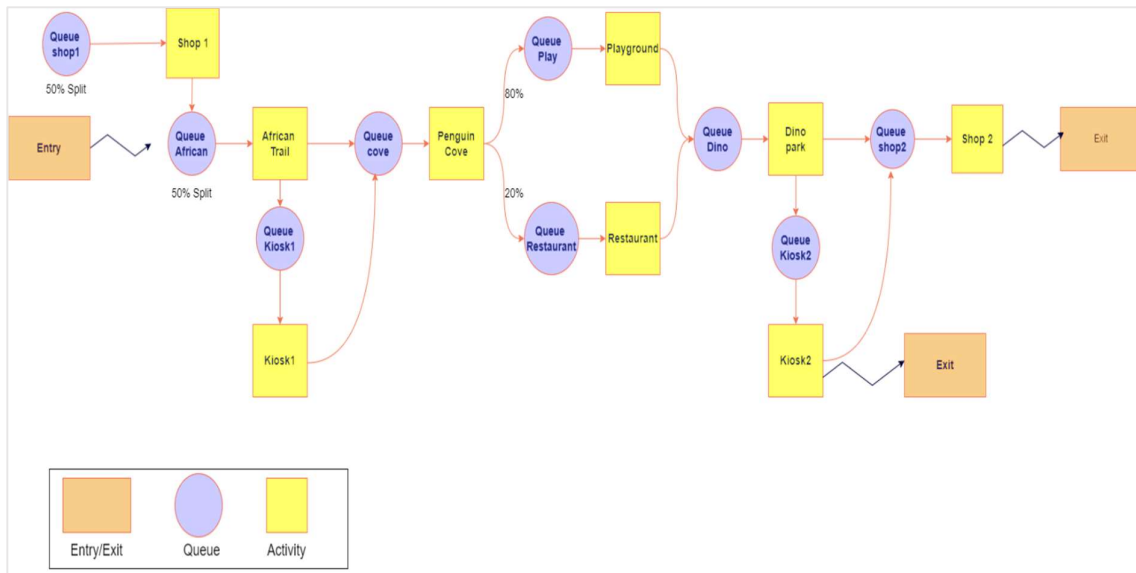 Queue
shop1
Shop 1
50% Split
Entry
Queue
African
50% Split
African
Trail
Queue
cove
Penguin
Cove
80%
20%
Queue
Play
Playground
Queue
Restaurant
Restaurant
Queue
Dino
Dino
park
Queue
shop2
Shop 2
Exit
Queue
Kiosk1
Kiosk1
Queue
Kiosk2
Kiosk2
Exit
Entry/Exit
Queue
Activity